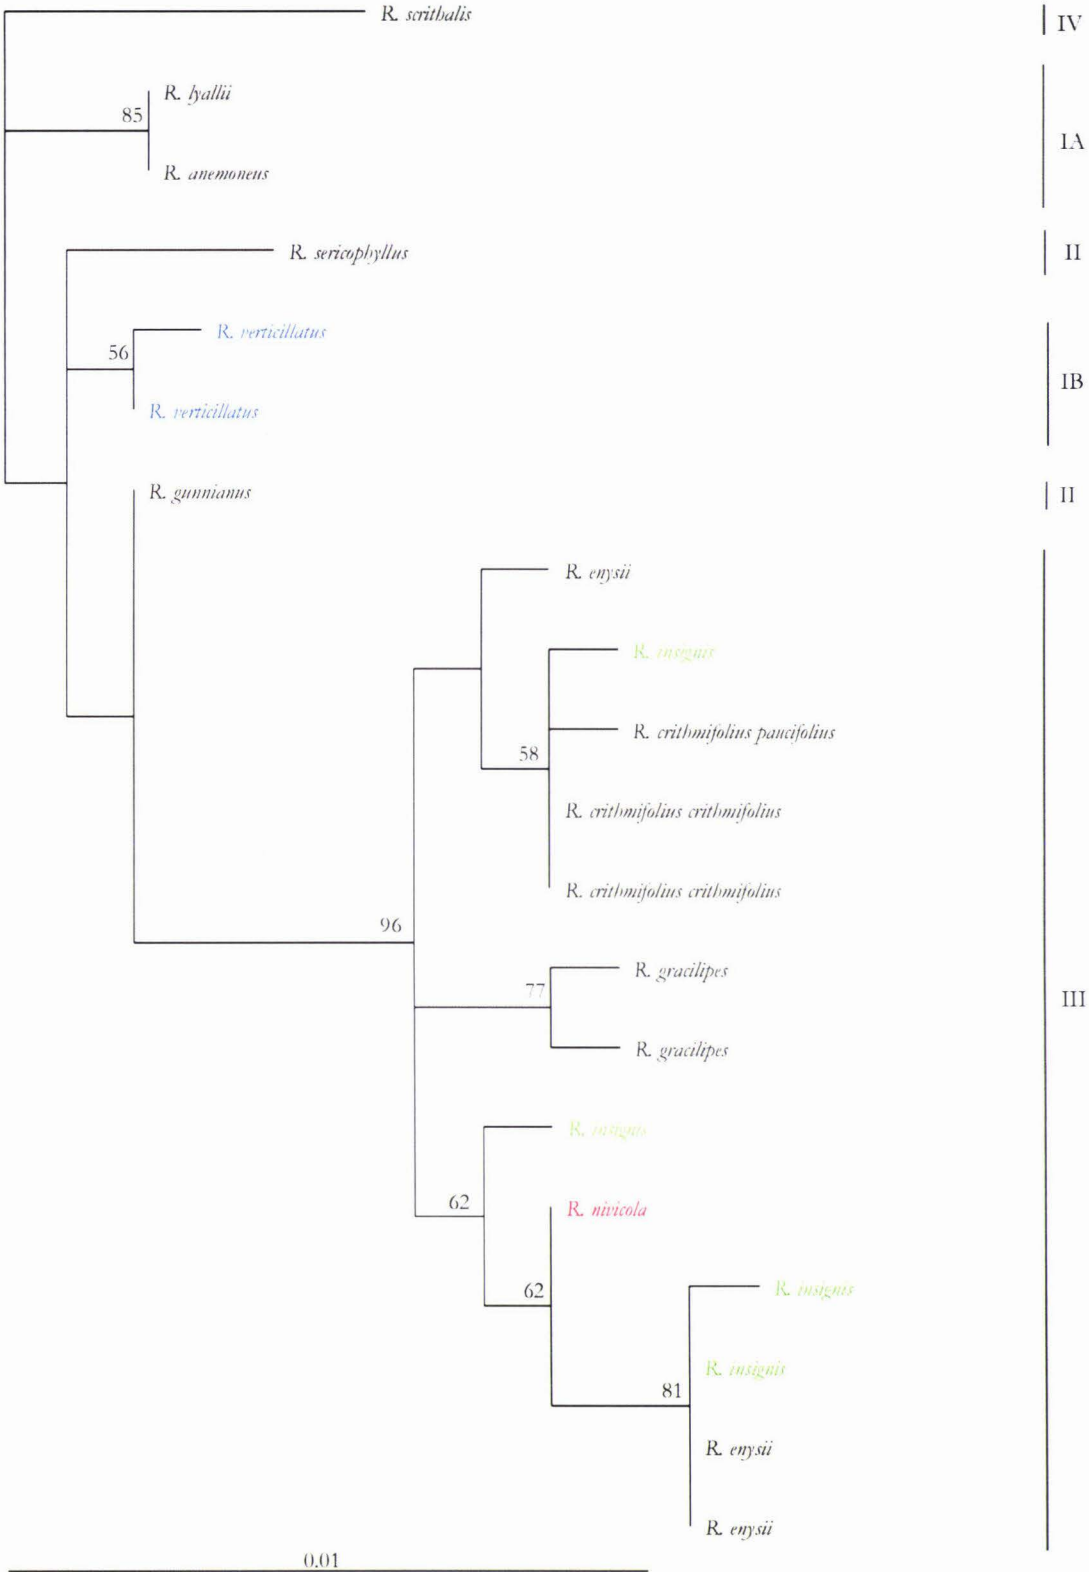 R. scrithalis
IV
R. lyallii
85
IA
R. anemoneus
R. sericophyllus
II
R. verticillatus
56
IB
R. verticillatus
R. gunnianus
II
R. enysii
R. insignis
R. crithmifolius paucifolius
58
R. crithmifolius crithmifolius
R. crithmifolius crithmifolius
96
R. gracilipes
77
III
R. gracilipes
R. insignis
62
R. nivicola
62
R. insignis
R. insignis
81
R. enysii
R. enysii
0.01